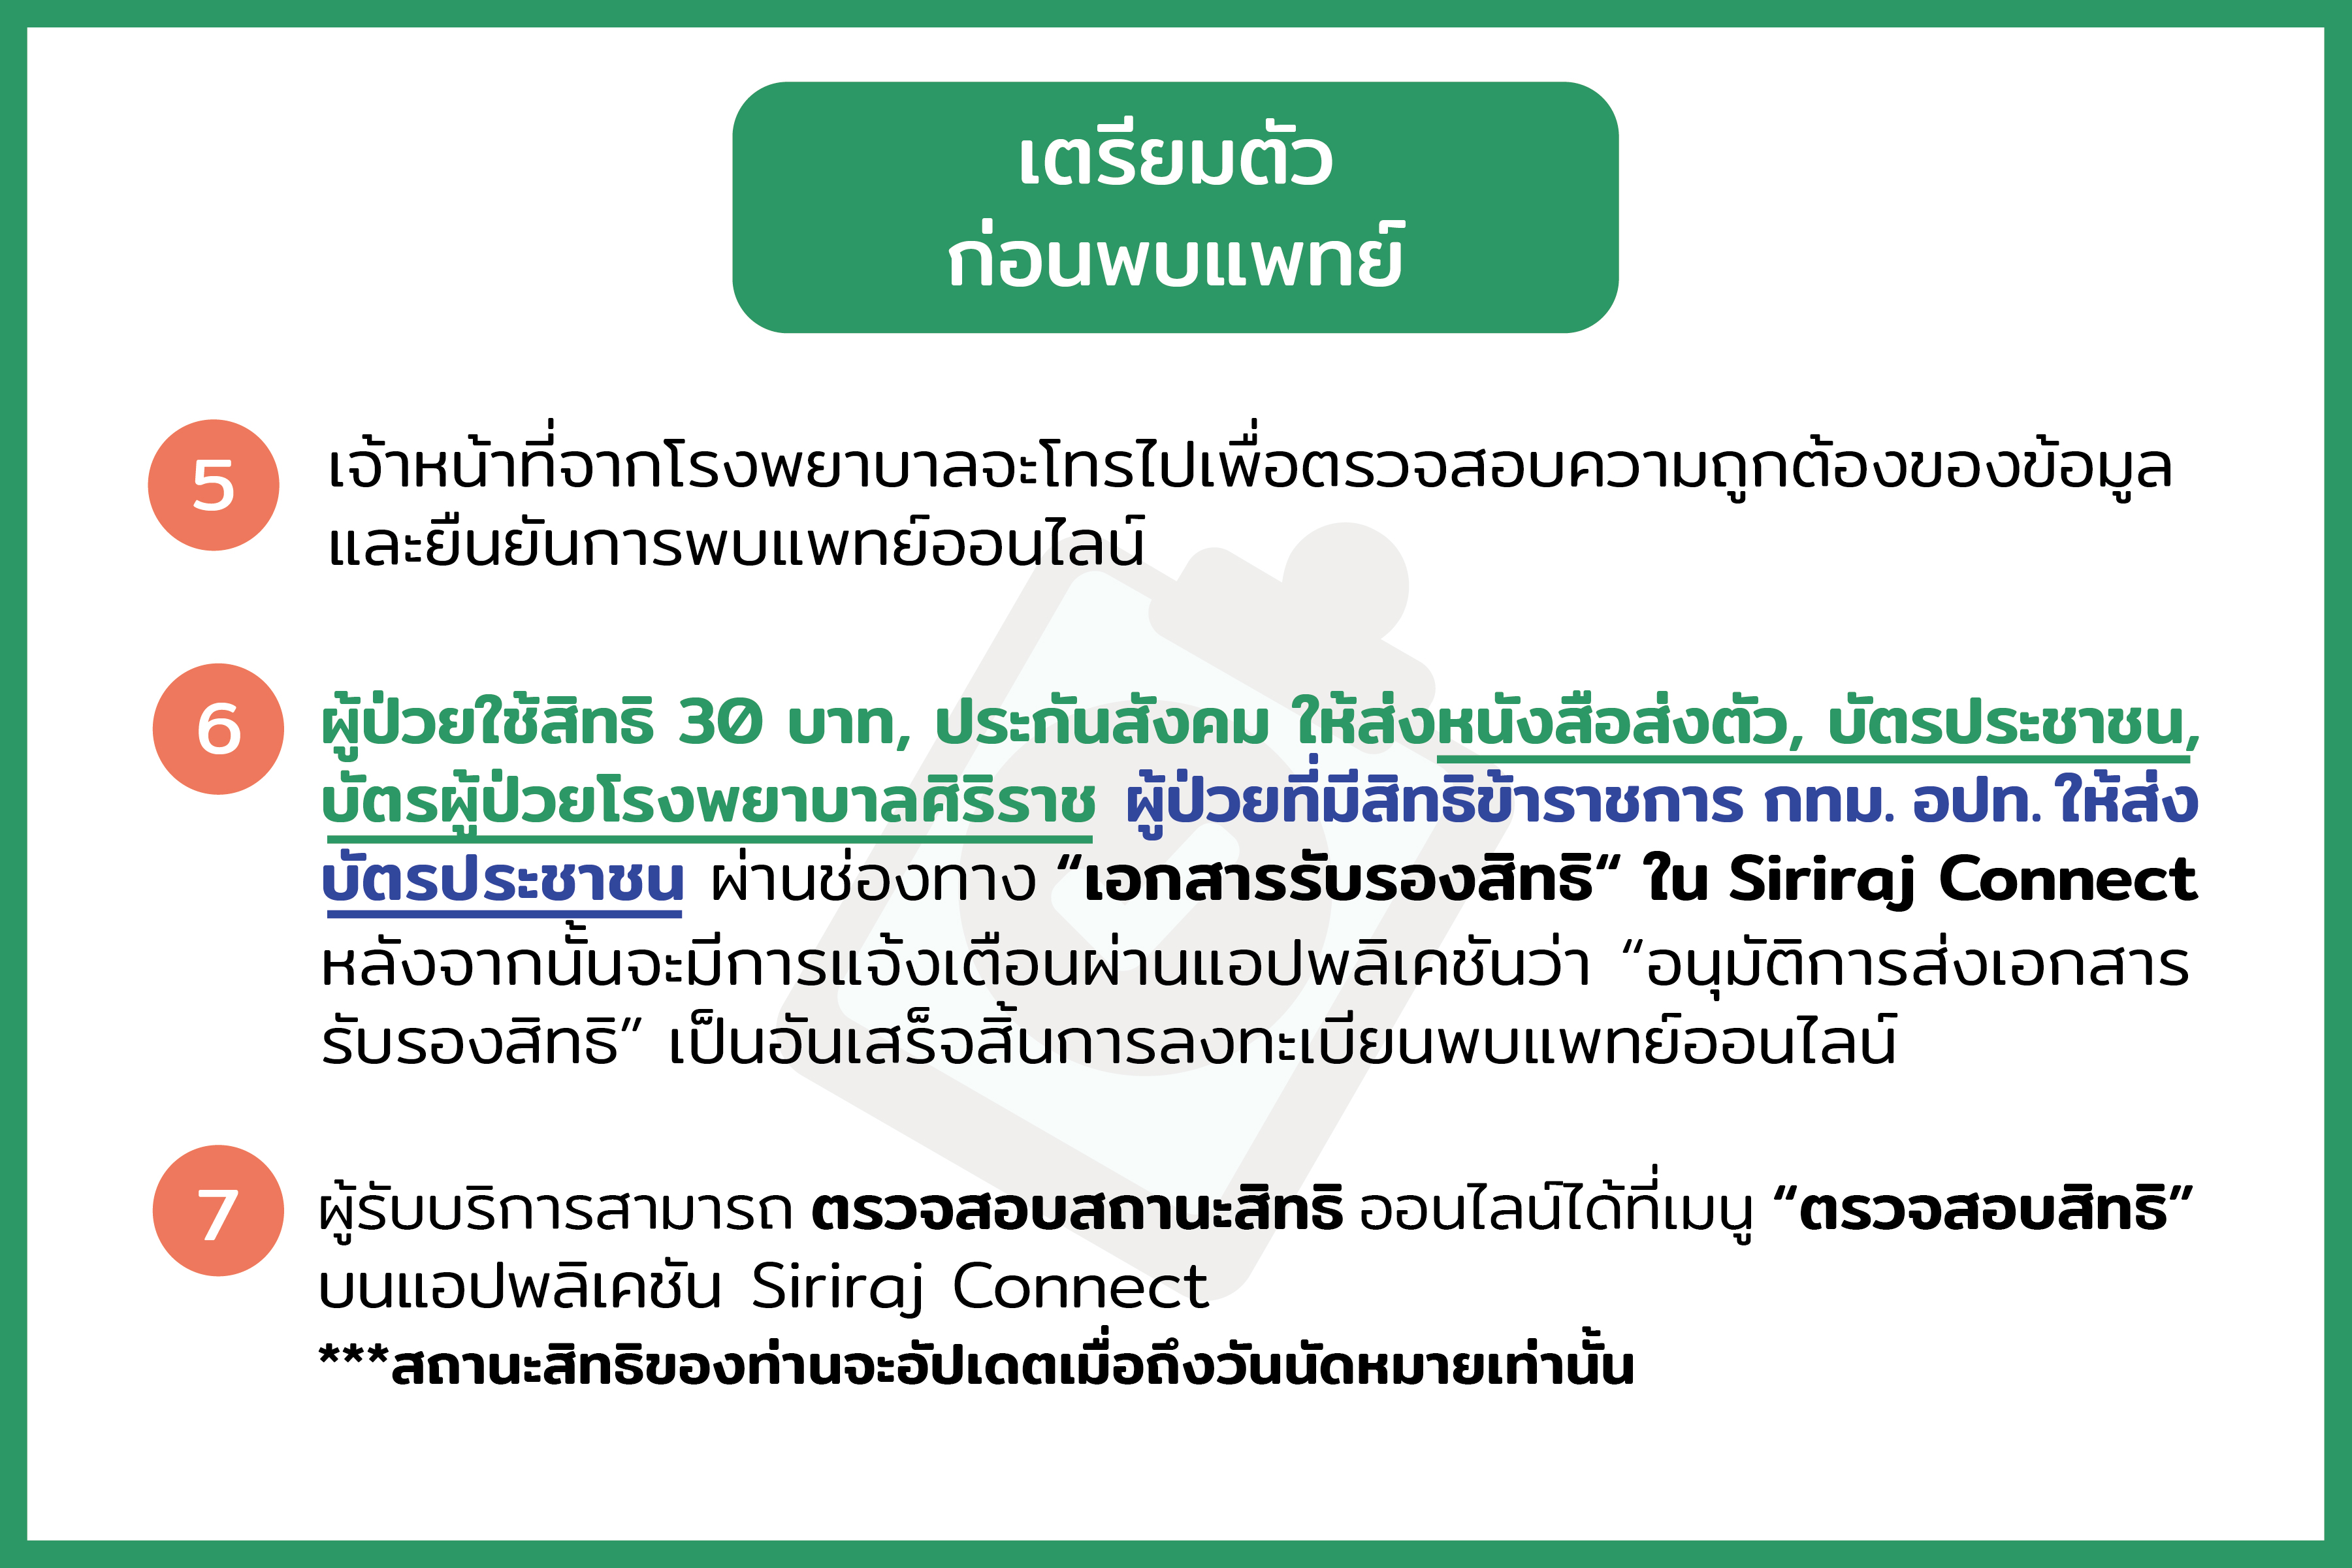 เตรียมตัว
ก่อนพบแพทย์
5 เจ้าหน้าที่จากโรงพยาบาลจะโทรไปเพื่อตรวจสอบความถูกต้องของข้อมูล
และยืนยันการพบแพทย์ออนไลน์
6 ผู้ป่วยใช้สิทธิ 30 บาท, ประกันสังคม ให้ส่งหนังสือส่งตัว, บัตรประชาชน,
บัตรผู้ป่วยโรงพยาบาลศิริราช ผู้ป่วยที่มีสิทธิข้าราชการ กทม. อปท. ให้ส่ง
บัตรประชาชน ผ่านช่องทาง “เอกสารรับรองสิทธิ“ ใน Siriraj Connect
หลังจากนั้นจะมีการแจ้งเตือนผ่านแอปพลิเคชันว่า “อนุมัติการส่งเอกสาร
รับรองสิทธิ” เป็นอันเสร็จสิ้นการลงทะเบียนพบแพทย์ออนไลน์
7 ผู้รับบริการสามารถ ตรวจสอบสถานะสิทธิ ออนไลน์ได้ที่เมนู “ตรวจสอบสิทธิ”
บนแอปพลิเคชัน Siriraj Connect
***สถานะสิทธิของท่านจะอัปเดตเมื่อถึงวันนัดหมายเท่านั้น